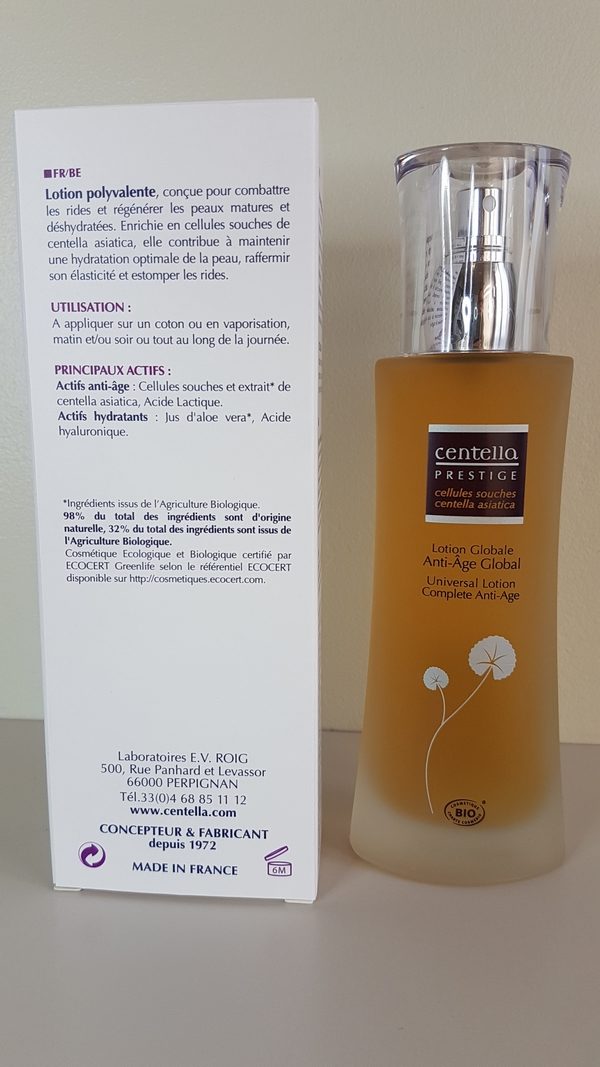 FR/BE
Lotion polyvalente, conçue pour combattre
les rides et régénérer les peaux matures et
déshydratées. Enrichie en cellules souches de
centella asiatica, elle contribue à maintenir
une hydratation optimale de la peau, raffermir
son élasticité et estomper les rides.
UTILISATION :
A appliquer sur un coton ou en vaporisation,
matin et/ou soir ou tout au long de la journée.
PRINCIPAUX ACTIFS :
Actifs anti-âge : Cellules souches et extrait* de
centella asiatica, Acide Lactique.
Actifs hydratants : Jus d'aloe vera*, Acide
hyaluronique.
*Ingrédients issus de l'Agriculture Biologique.
98% du total des ingrédients sont d'origine
naturelle, 32% du total des ingrédients sont issus de
l'Agriculture Biologique.
Cosmétique Ecologique et Biologique certifié par
ECOCERT Greenlife selon le référentiel ECOCERT
disponible sur http://cosmetiques.ecocert.com.
Laboratoires E.V. ROIG
500, Rue Panhard et Levassor
66000 PERPIGNAN
Tél.33(0)4 68 85 11 12
www.centella.com
CONCEPTEUR & FABRICANT
depuis 1972
MADE IN FRANCE
6M
centella
PRESTIGE
cellules souches
centella asiatica
Lotion Globale
Anti-Âge Global
Universal Lotion
Complete Anti-Age
COSMETIQUE
BIO
CHARTE COSMEBIO